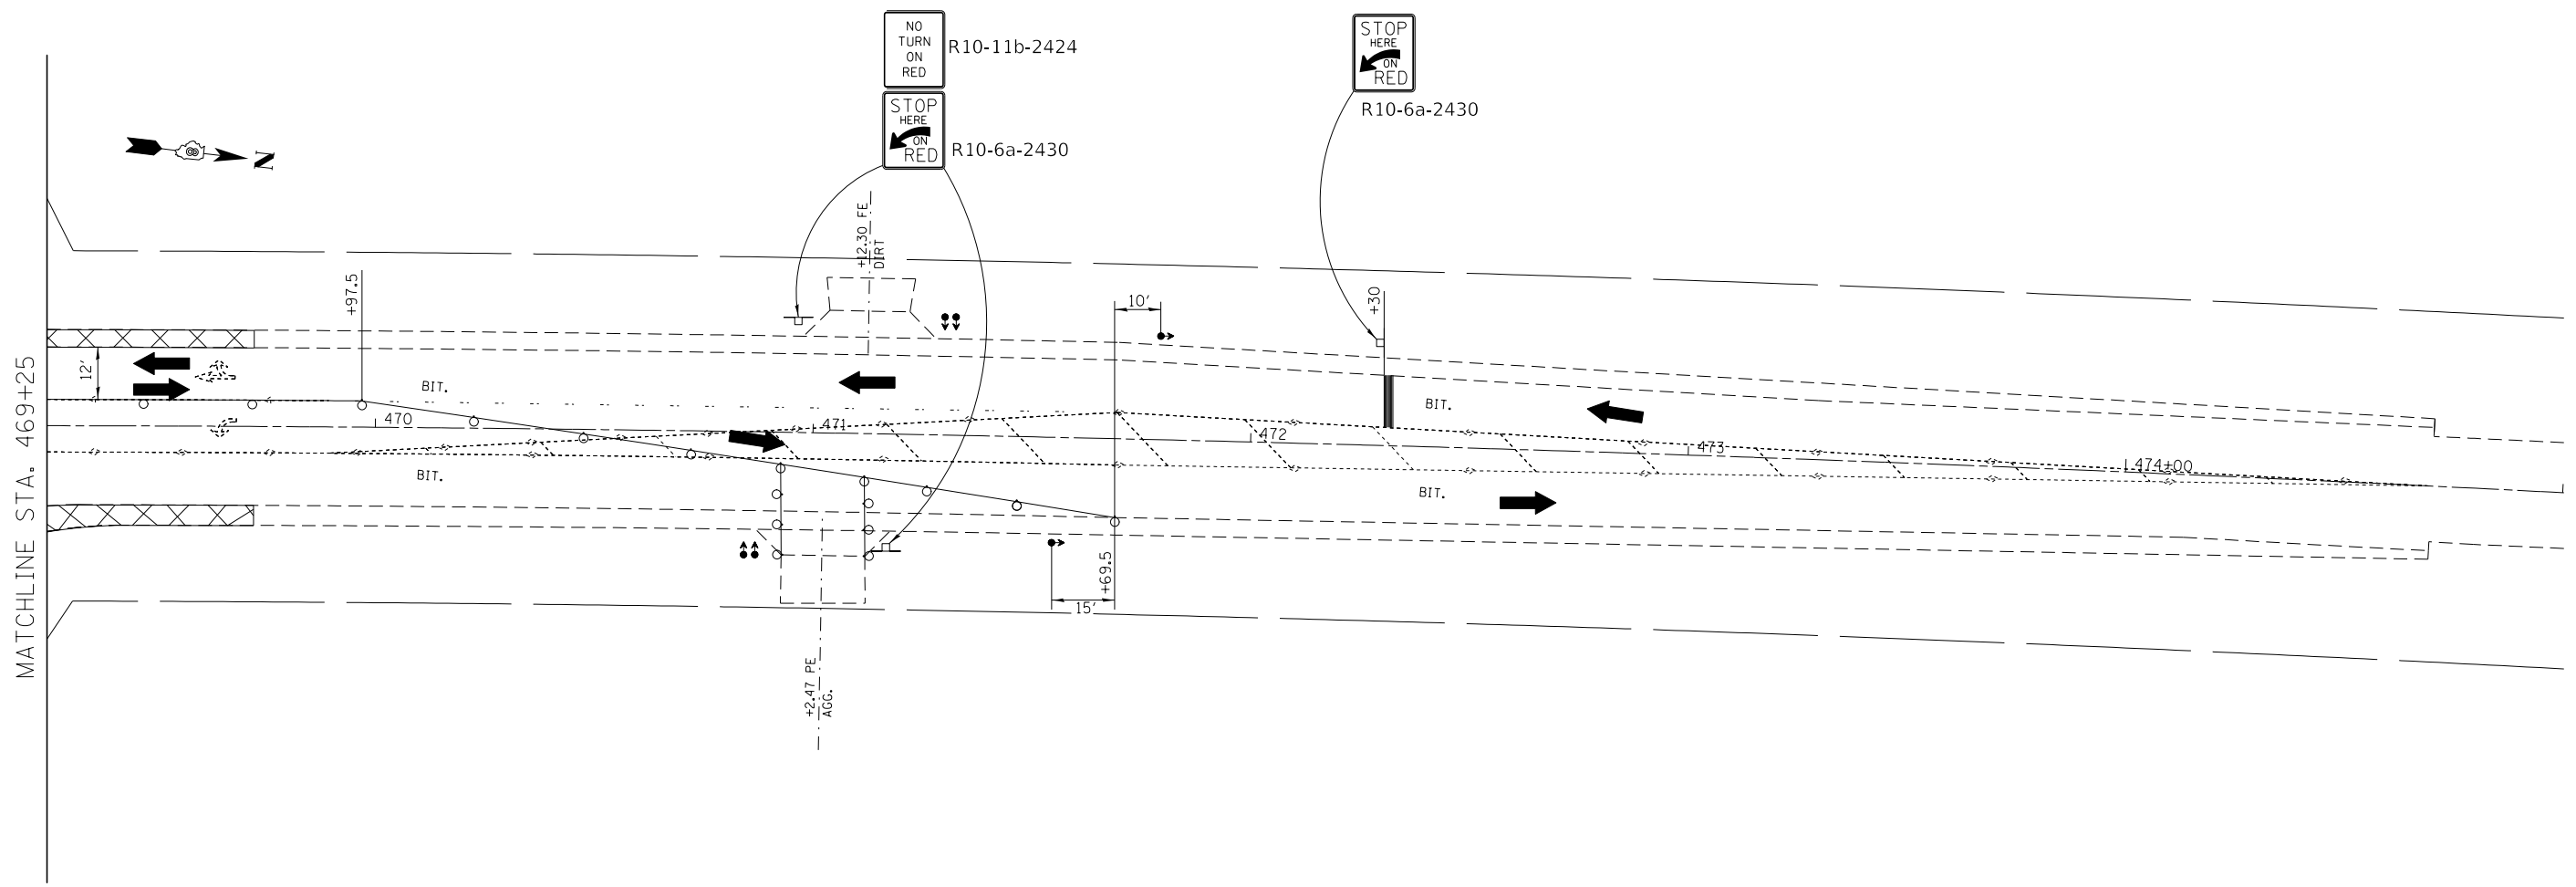 NO
TURN
ON
RED
R10-11b-2424
STOP
HERE
ON
RED
R10-6a-2430
STOP
HERE
ON
RED
R10-6a-2430
N
MATCHLINE STA. 469+25
12'
+97.5
+12.30 FE
DIRT
10'
+30
BIT.
BIT.
470
471
472
473
474+00
BIT.
BIT.
+69.5
15'
+2.47 PE
AGG.